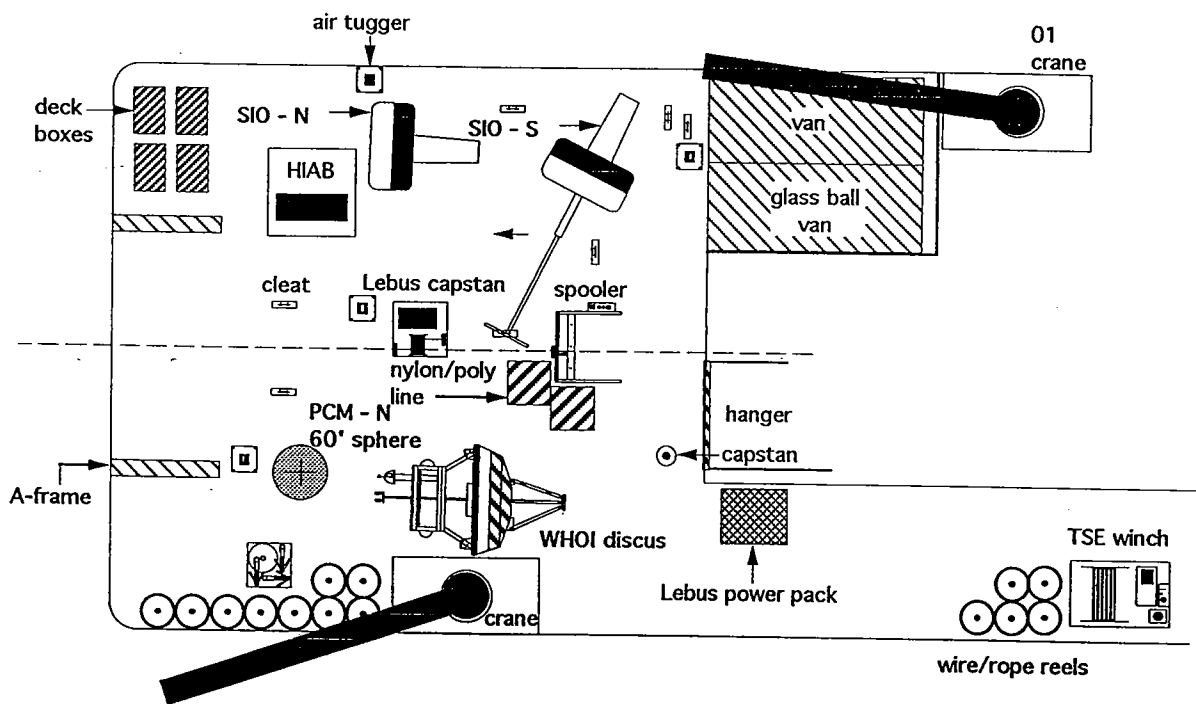 air tugger
01
crane
deck
boxes
SIO - N
SIO - S
van
HIAB
glass ball
van
cleat
Lebus capstan
spooler
nylon/poly
line
PCM - N
60' sphere
hanger
capstan
A-frame
WHOI discus
TSE winch
Lebus power pack
crane
wire/rope reels